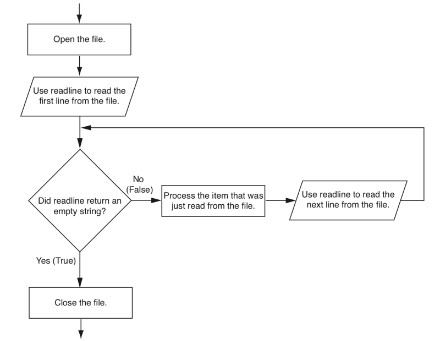 Open the file.
Use readline to read the
first line from the file.
No
(False)
Did readline return an
empty string?
Process the item that was
just read from the file.
Use readline to read the
next line from the file.
Yes (True)
Close the file.